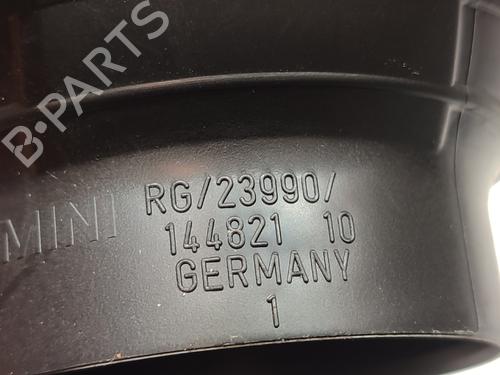 B-PARTS
MINI RG/23990/
144821 10
GERMANY
1